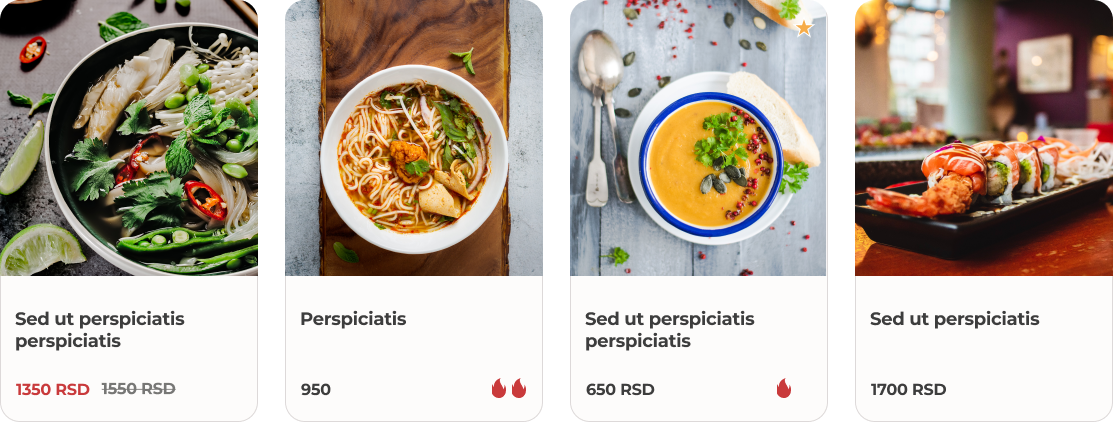 Sed ut perspiciatis
perspiciatis
1350 RSD 1550 RSD
Perspiciatis
950
Sed ut perspiciatis
perspiciatis
650 RSD
Sed ut perspiciatis
1700 RSD